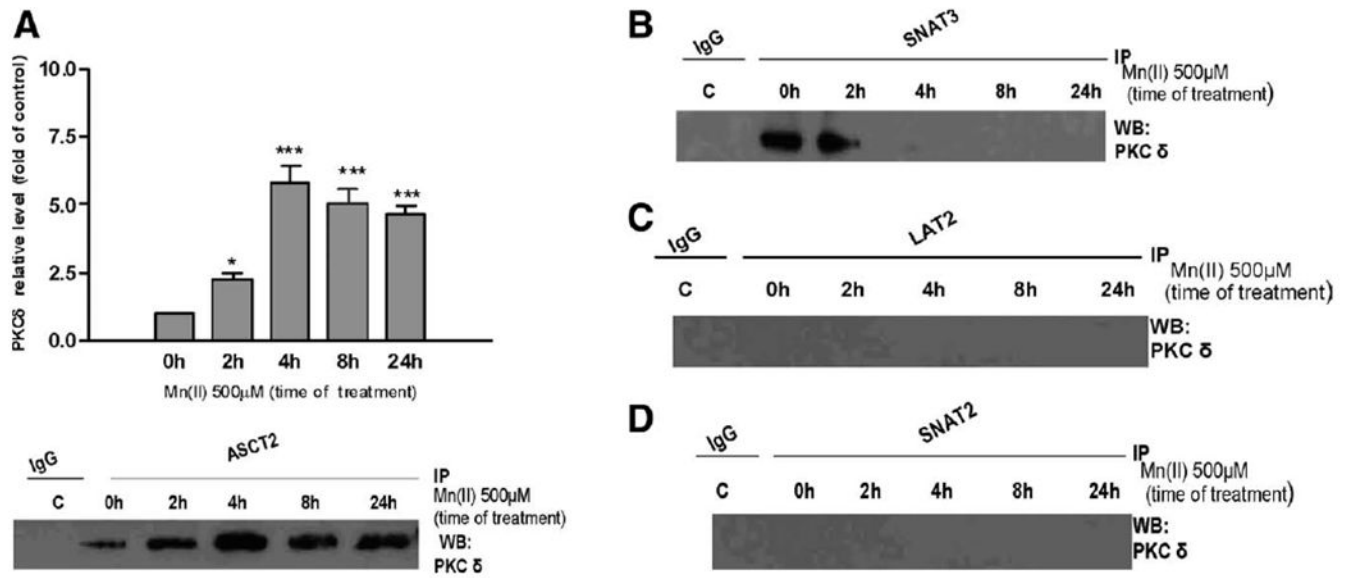 A
PKCδ relative level (fold of control)
10.0
7.5
5.0
2.5
0.0
*
***
***
***
0h 2h 4h 8h 24h
Mn(II) 500µM (time of treatment)
IgG ASCT2
IP
C 0h 2h 4h 8h 24h Mn(II) 500µM
(time of treatment)
WB:
PKC δ
B
IgG SNAT3
IP
Mn(II) 500µM
C 0h 2h 4h 8h 24h (time of treatment)
WB:
PKC δ
C
IgG LAT2
IP
Mn(II) 500µM
C 0h 2h 4h 8h 24h (time of treatment)
WB:
PKC δ
D
IgG SNAT2
IP
Mn(II) 500µM
C 0h 2h 4h 8h 24h (time of treatment)
WB:
PKC δ